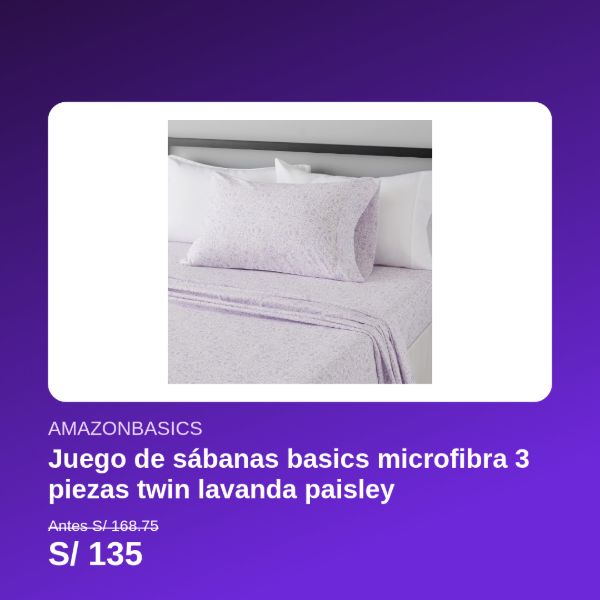 AMAZONBASICS
Juego de sábanas basics microfibra 3
piezas twin lavanda paisley
Antes S/ 168.75
S/ 135